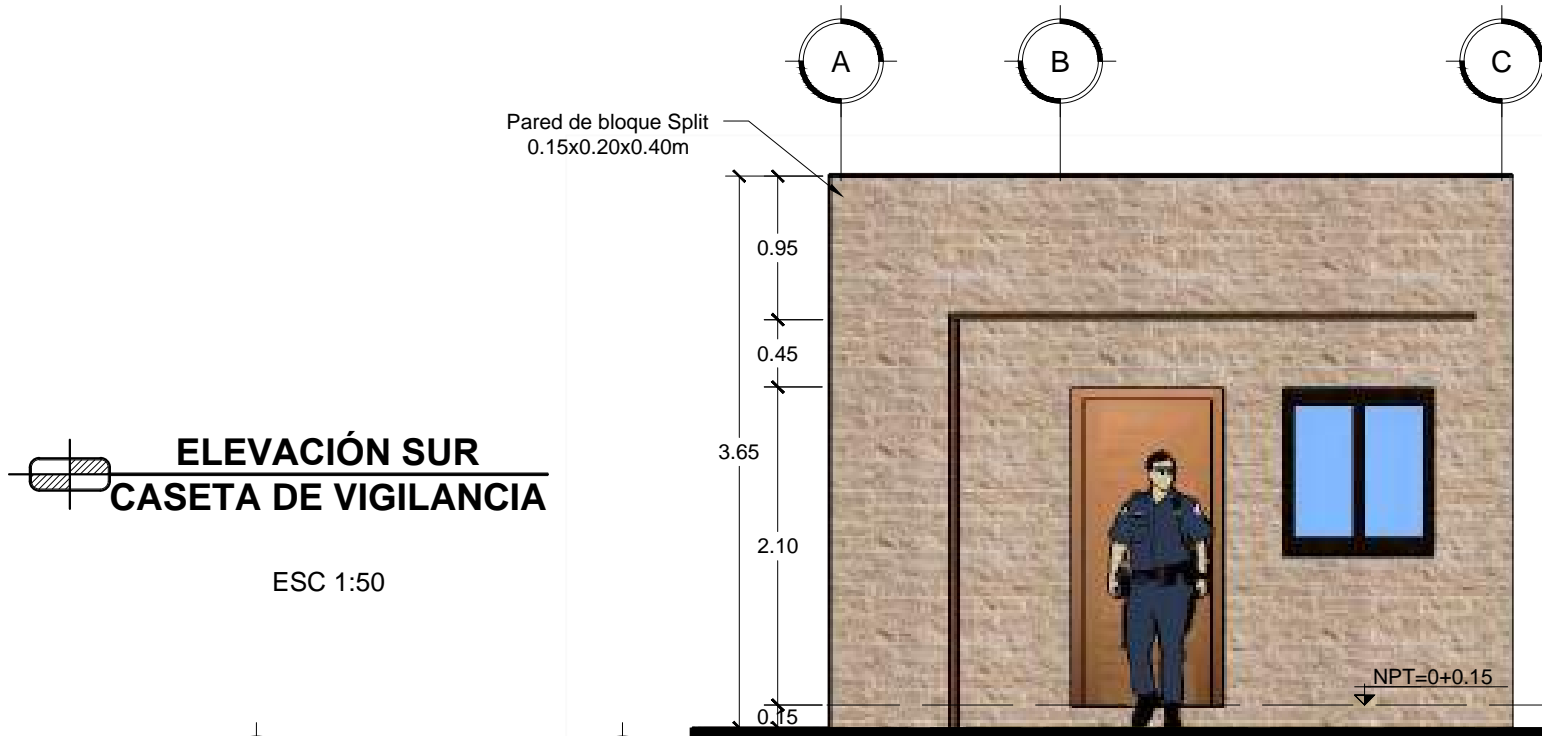 A
B
C
Pared de bloque Split
0.15x0.20x0.40m
0.95
0.45
3.65
2.10
0.15
ELEVACIÓN SUR
CASETA DE VIGILANCIA
ESC 1:50
NPT=0+0.15